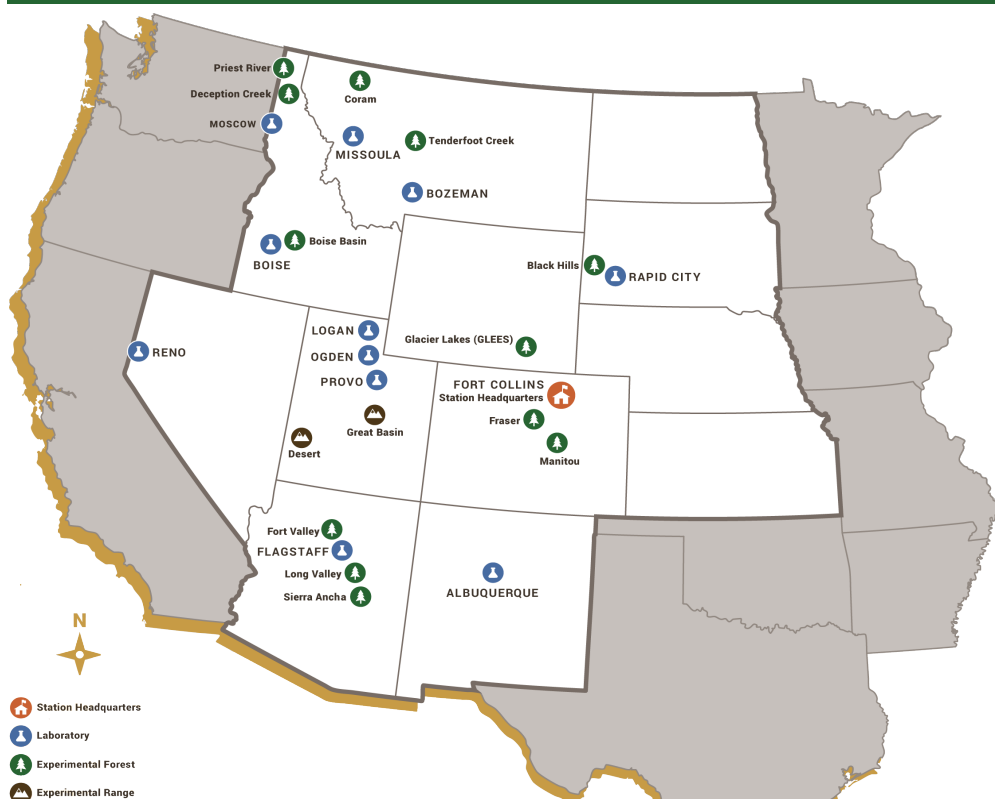 Priest River
Coram
Deception Creek
MOSCOW
MISSOULA
Tenderfoot Creek
BOZEMAN
Boise Basin
BOISE
Black Hills
RAPID CITY
LOGAN
Glacier Lakes (GLEES)
OGDEN
RENO
PROVO
FORT COLLINS
Station Headquarters
Fraser
Great Basin
Desert
Manitou
Fort Valley
FLAGSTAFF
Long Valley
Sierra Ancha
ALBUQUERQUE
N
Station Headquarters
Laboratory
Experimental Forest
Experimental Range